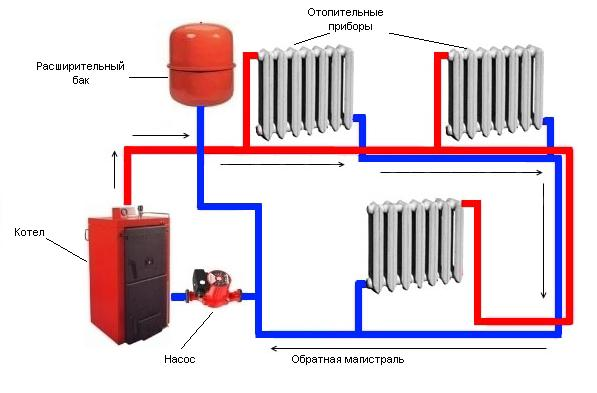 Отопительные
приборы
Расширительный
бак
Котел
Насос
Обратная магистраль